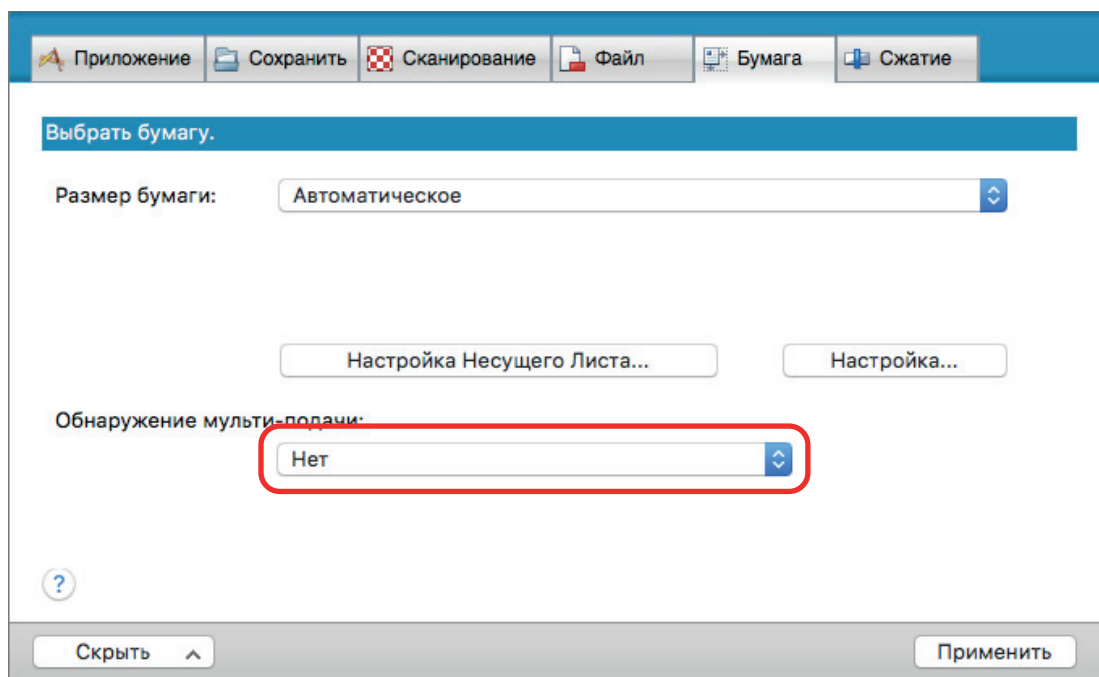 Приложение Сохранить Сканирование Файл Бумага Сжатие
Выбрать бумагу.
Размер бумаги: Автоматическое
Настройка Несущего Листа... Настройка...
Обнаружение мульти-подачи:
Нет
?
Скрыть Применить